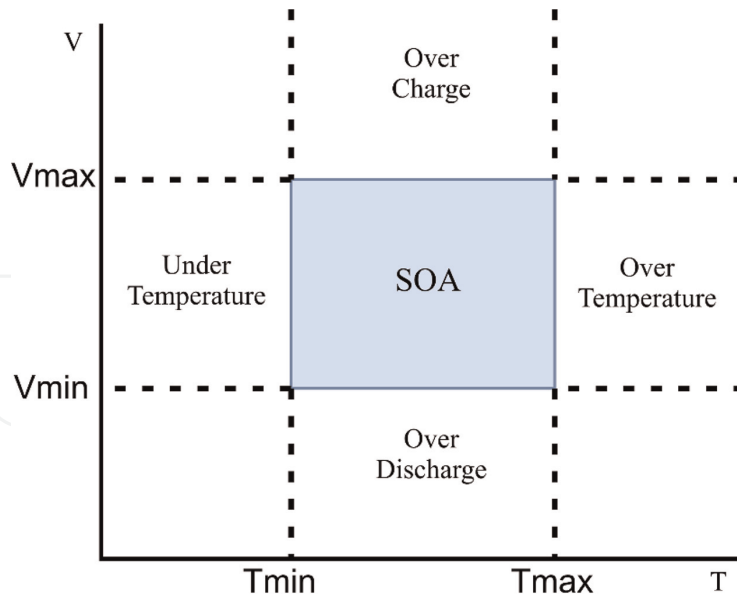 V
Over
Charge
Vmax
Under
Temperature
SOA
Over
Temperature
Vmin
Over
Discharge
Tmin
Tmax
T